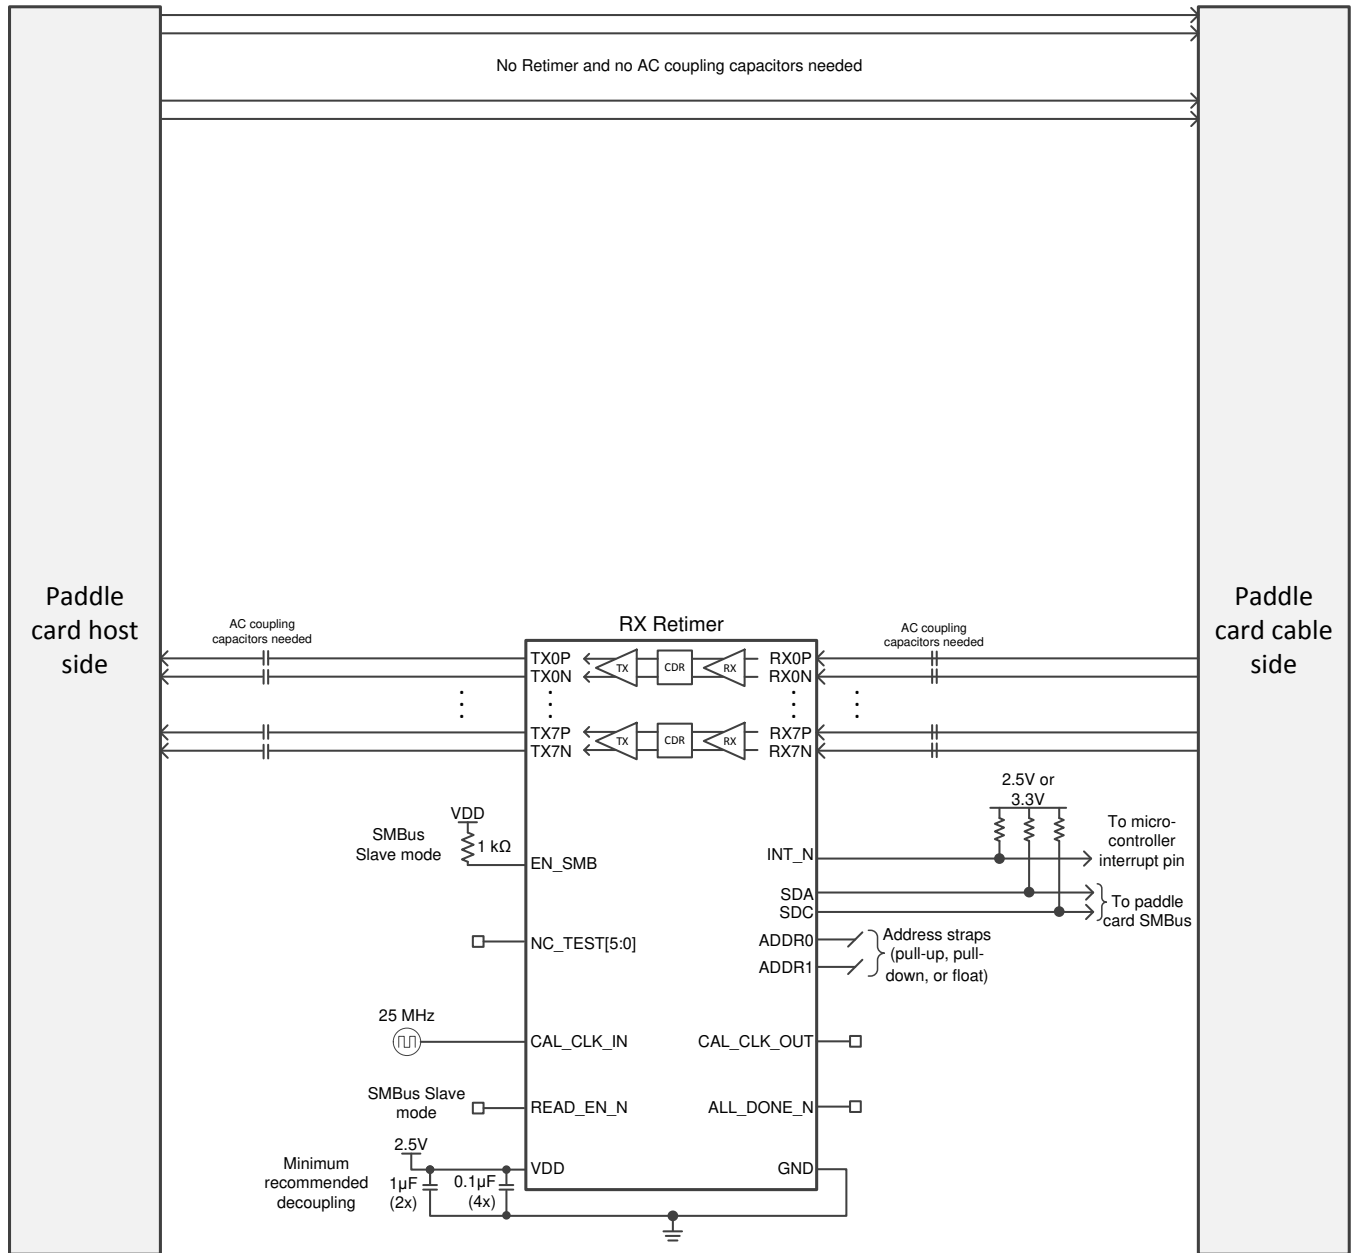 No Retimer and no AC coupling capacitors needed
Paddle
card host
side
Paddle
card cable
side
RX Retimer
AC coupling
capacitors needed
AC coupling
capacitors needed
TX0P
TX0N
TX
CDR
RX
RX0P
RX0N
TX7P
TX7N
TX
CDR
RX
RX7P
RX7N
VDD
SMBus
Slave mode
1 kΩ
EN_SMB
2.5V or
3.3V
INT_N
To micro-
controller
interrupt pin
SDA
SDC
To paddle
card SMBus
NC_TEST[5:0]
ADDR0
ADDR1
Address straps
(pull-up, pull-
down, or float)
25 MHz
CAL_CLK_IN
CAL_CLK_OUT
SMBus Slave
mode
READ_EN_N
ALL_DONE_N
2.5V
Minimum
recommended
decoupling
1µF
(2x)
0.1µF
(4x)
VDD
GND